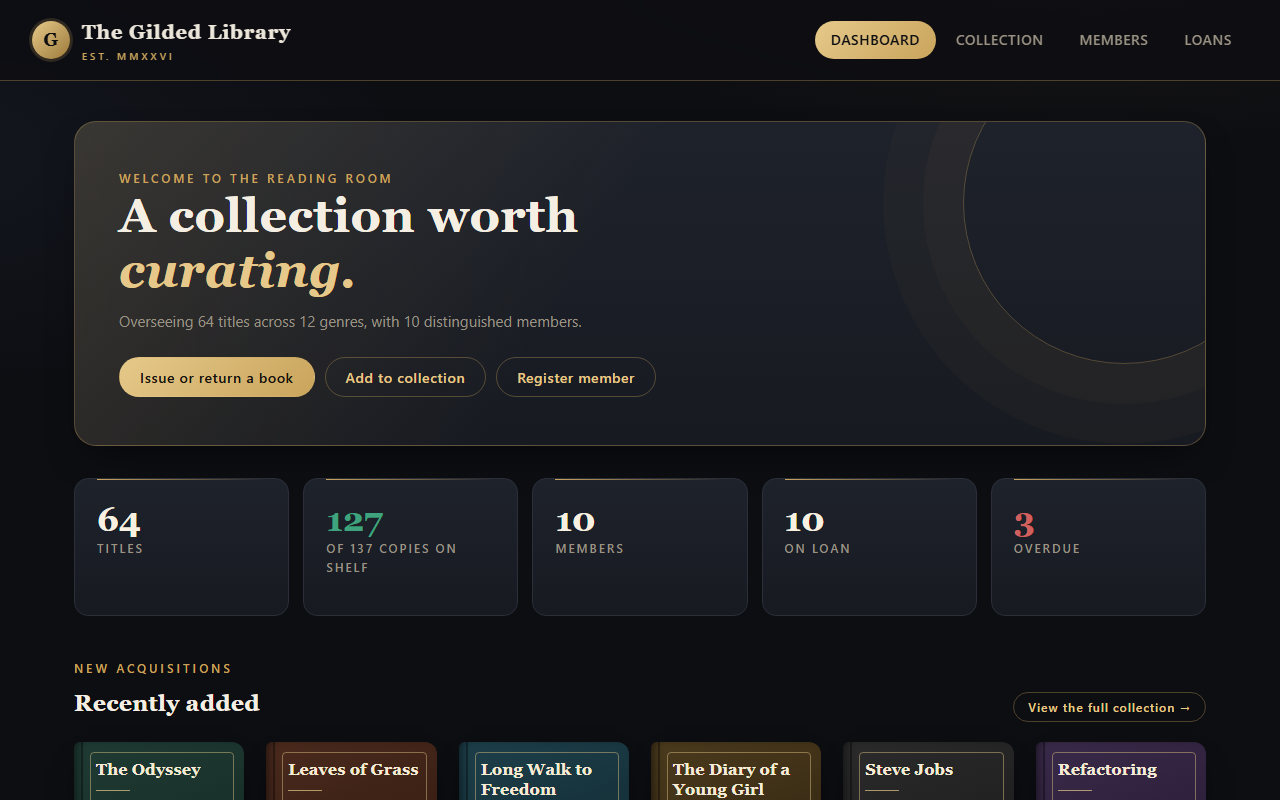 G
The Gilded Library
EST. MMXXVI
DASHBOARD
COLLECTION
MEMBERS
LOANS
WELCOME TO THE READING ROOM
A collection worth
curating.
Overseeing 64 titles across 12 genres, with 10 distinguished members.
Issue or return a book
Add to collection
Register member
64
TITLES
127
OF 137 COPIES ON
SHELF
10
MEMBERS
10
ON LOAN
3
OVERDUE
NEW ACQUISITIONS
Recently added
View the full collection →
The Odyssey
Leaves of Grass
Long Walk to
Freedom
The Diary of a
Young Girl
Steve Jobs
Refactoring